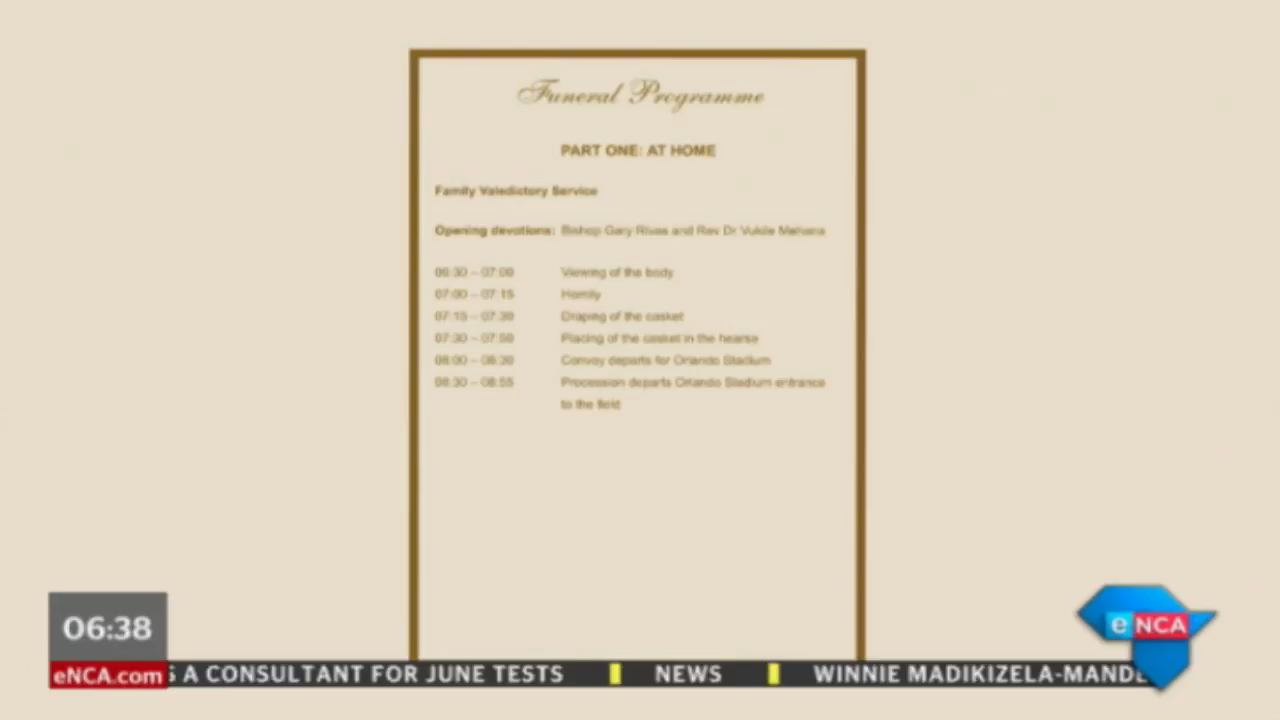 Funeral Programme
PART ONE: AT HOME
Family Valedictory Service
Opening devotions: Bishop Gary Rivas and Rev Dr Vukile Mehana
06:30 – 07:00 Viewing of the body
07:00 – 07:15 Homily
07:15 – 07:30 Draping of the casket
07:30 – 07:50 Placing of the casket in the hearse
08:00 – 08:30 Convoy departs for Orlando Stadium
08:30 – 08:55 Procession departs Orlando Stadium entrance
to the field
06:38
eNCA
eNCA.com S A CONSULTANT FOR JUNE TESTS NEWS WINNIE MADIKIZELA-MANDE